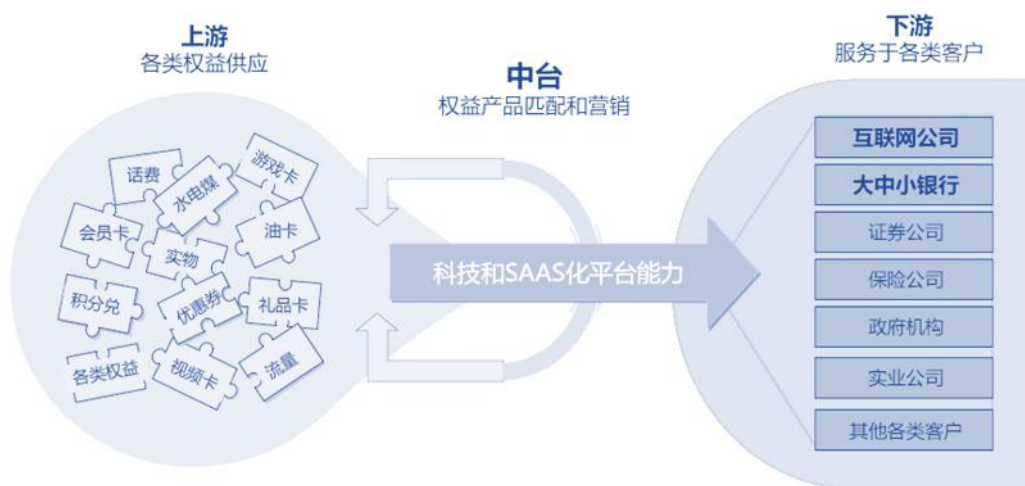 上游
各类权益供应
话费
水电煤
游戏卡
会员卡
实物
油卡
积分兑
优惠券
礼品卡
各类权益
视频卡
流量
中台
权益产品匹配和营销
科技和SAAS化平台能力
下游
服务于各类客户
互联网公司
大中小银行
证券公司
保险公司
政府机构
实业公司
其他各类客户